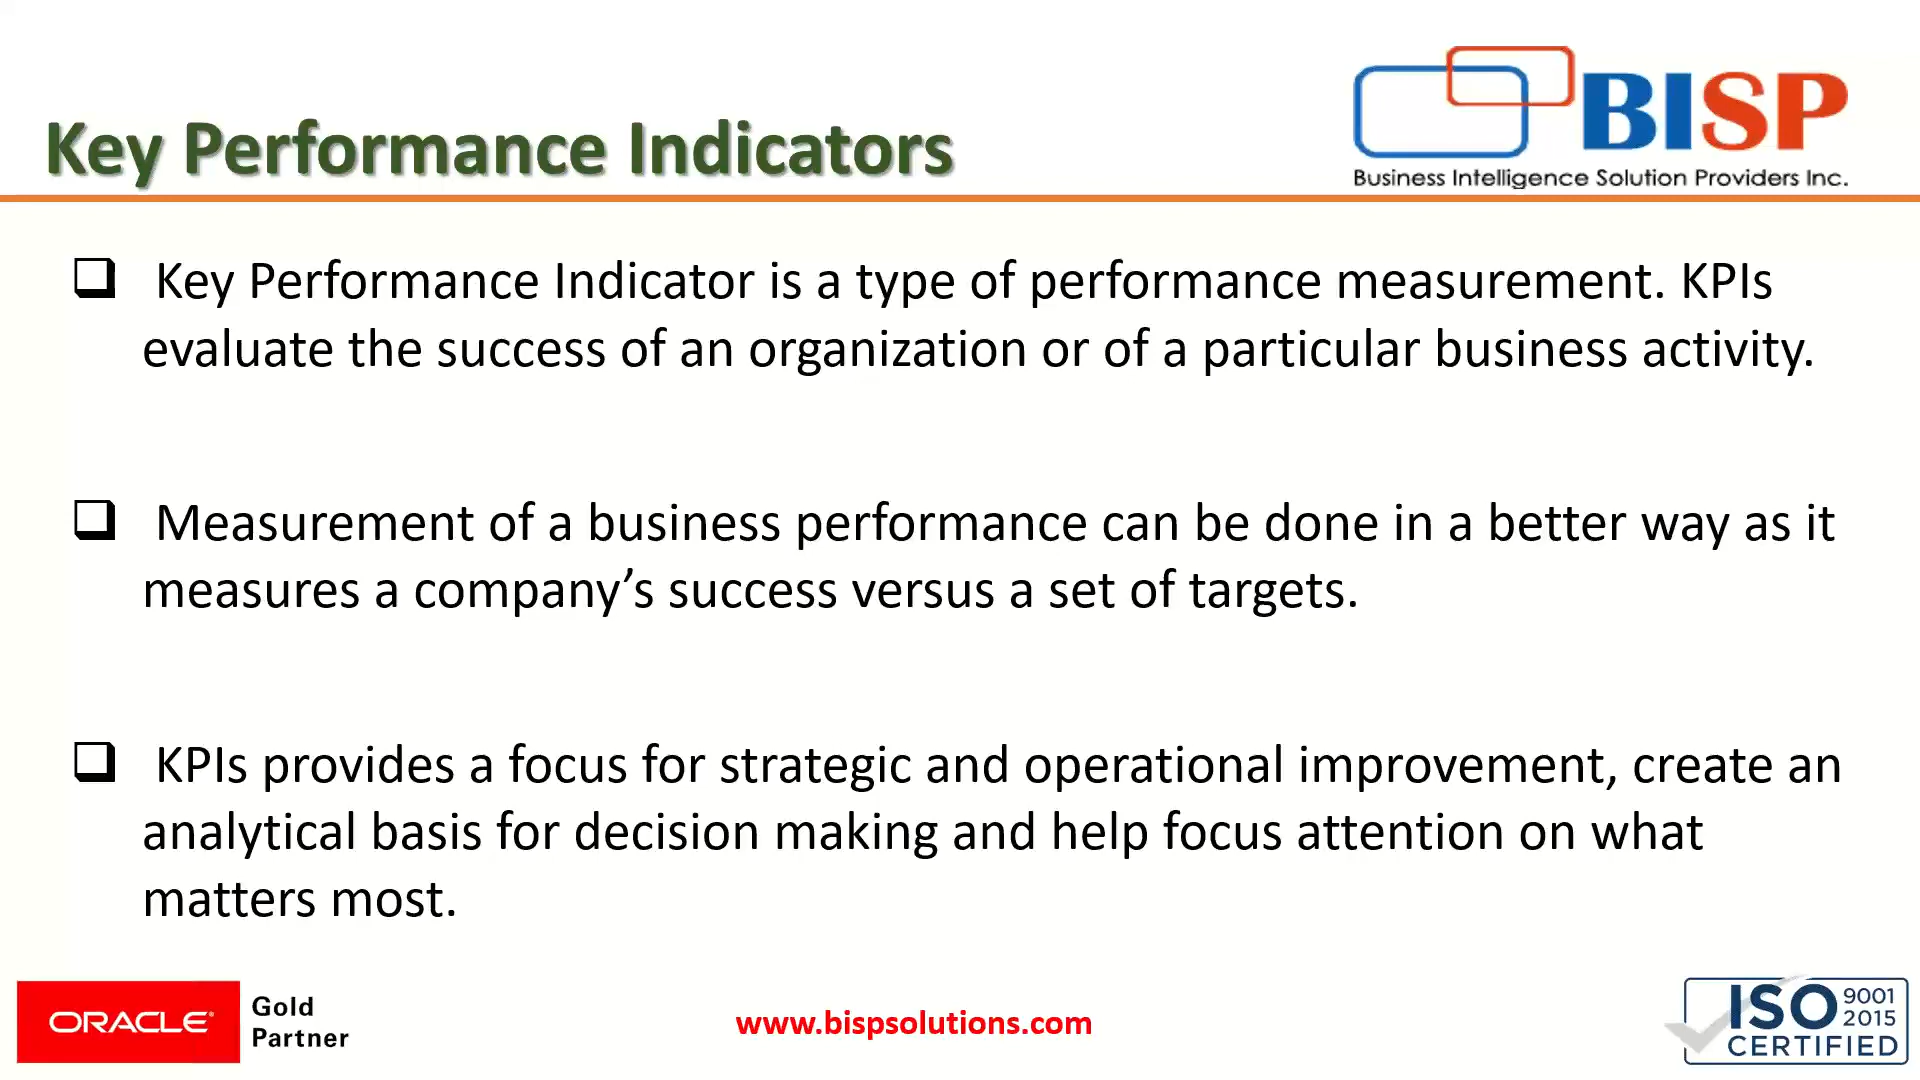 BISP
Business Intelligence Solution Providers Inc.
Key Performance Indicators
Key Performance Indicator is a type of performance measurement. KPIs
evaluate the success of an organization or of a particular business activity.
Measurement of a business performance can be done in a better way as it
measures a company’s success versus a set of targets.
KPIs provides a focus for strategic and operational improvement, create an
analytical basis for decision making and help focus attention on what
matters most.
ORACLE®
Gold
Partner
www.bispsolutions.com
ISO
9001
2015
CERTIFIED